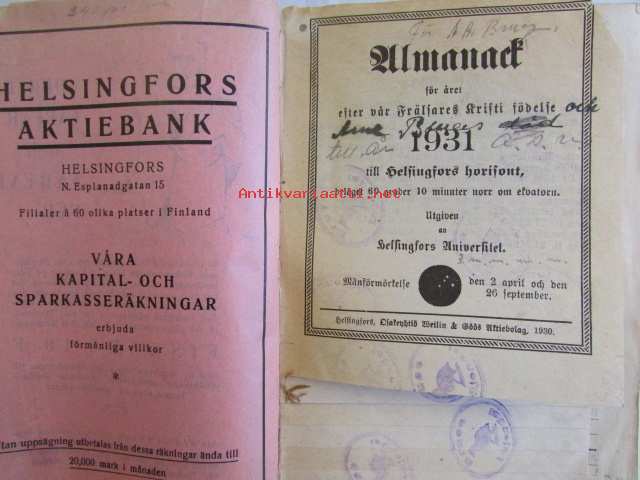 HELSINGFORS
AKTIEBANK
HELSINGFORS
N. Esplanadgatan 15
Filialer å 60 olika platser i Finland
VÅRA
KAPITAL- OCH
SPARKASSERÄKNINGAR
erbjuda
förmånliga villkor
*
tan uppsägning utbetalas från dessa räkningar ända till
20,000 mark i månaden
Almanack
för året
efter vår Frälsares Kristi födelse och
1931
till Helsingfors horisont,
beläget 60 grader 10 minuter norr om ekvatorn.
Utgiven
av
Helsingfors Universitet.
Månförmörkelse den 2 april och den
26 september.
Helsingfors, Osakeyhtiö Weilin & Göös Aktiebolag, 1930.
Antikvariaatti.net